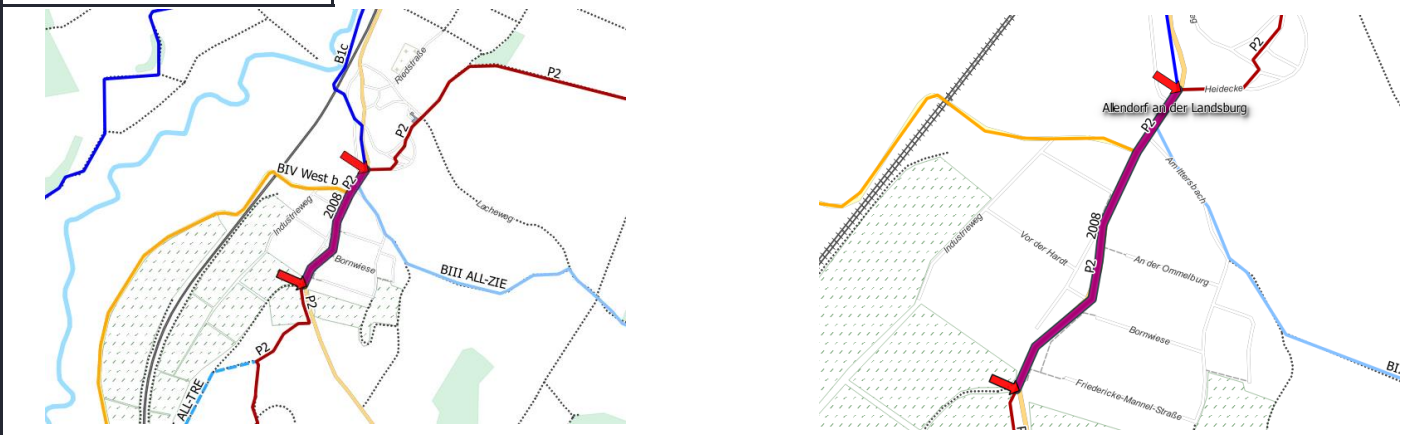 B1c
Riedstraße
P2
P2
BIV West b
P2
2008
Industrieweg
Lacheweg
Bornwiese
BIII ALL-ZIE
P2
P2
ALL-TRE
P2
Heidecke
Allendorf an der Landsburg
P2
Am Ittersbach
2008
Industrieweg
Vor der Hardt
P2
An der Ommelburg
Bornwiese
Friedericke-Mannel-Straße